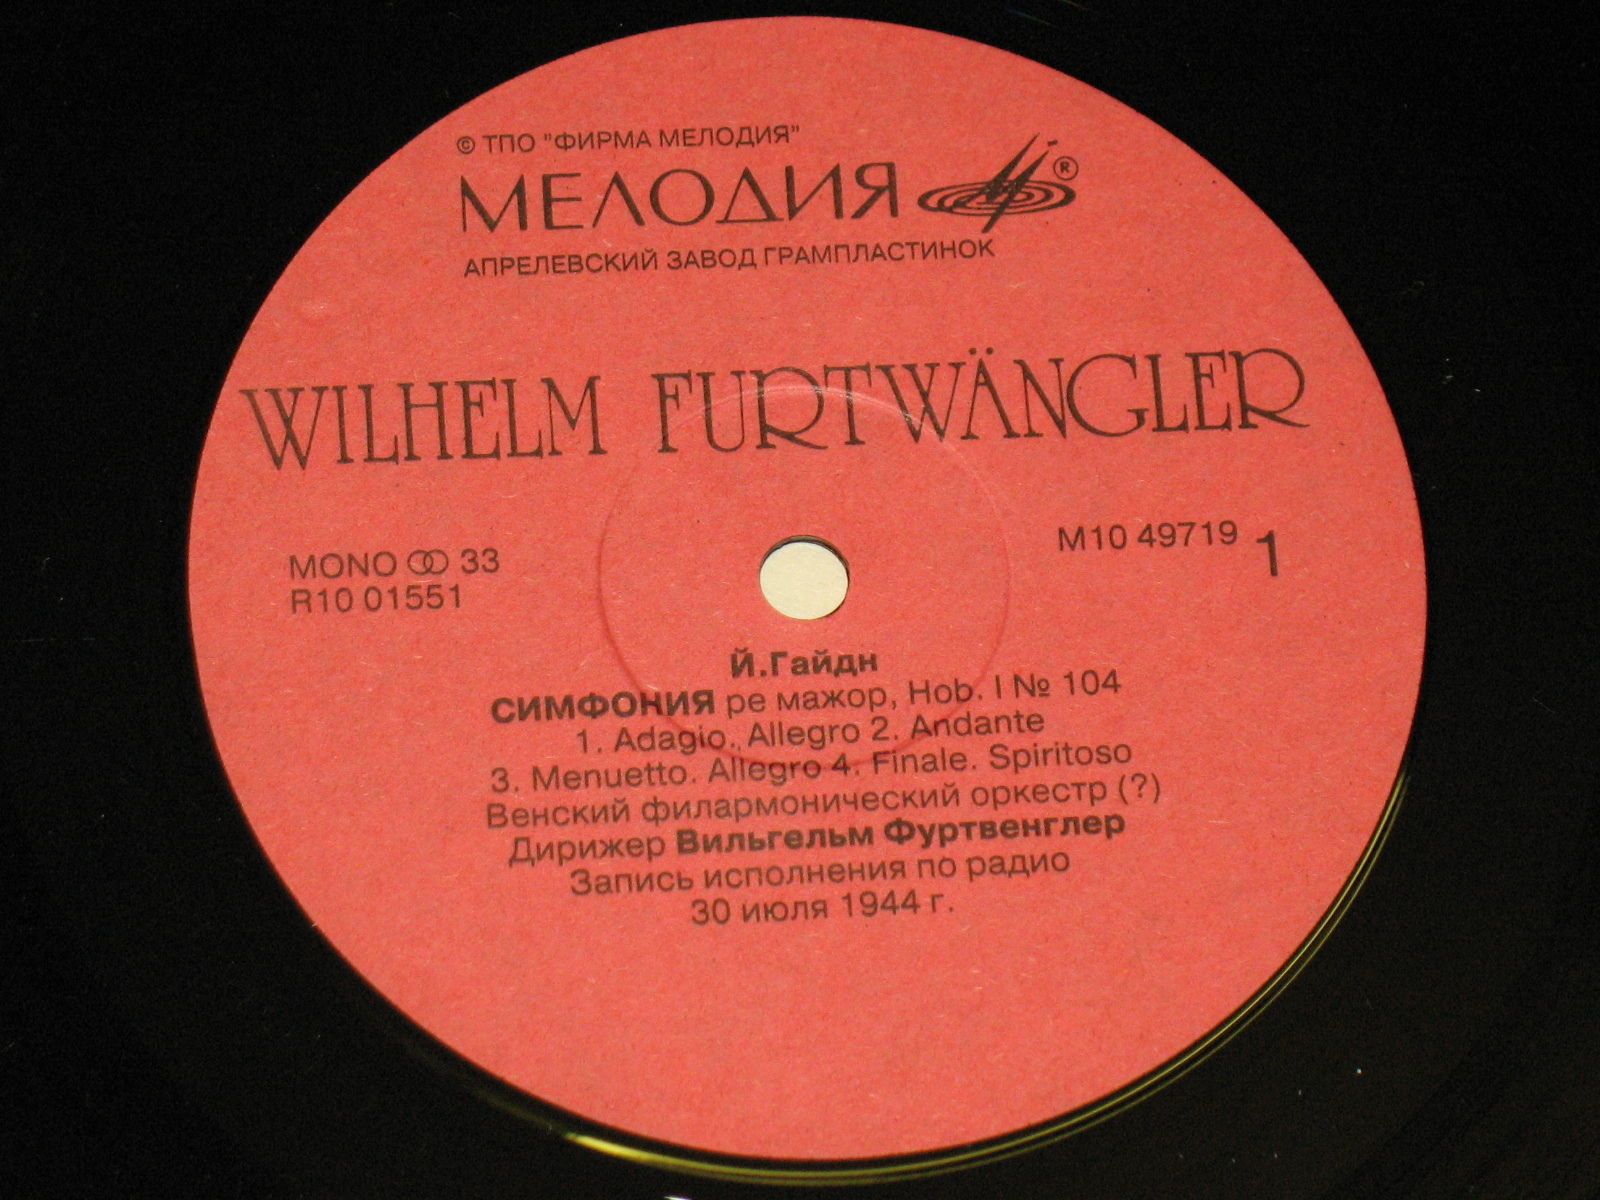 © ТПО "ФИРМА МЕЛОДИЯ"
МЕЛОДИЯ ®
АПРЕЛЕВСКИЙ ЗАВОД ГРАМПЛАСТИНОК
WILHELM FURTWÄNGLER
MONO 33
R10 01551
М10 49719 1
Й.Гайдн
СИМФОНИЯ ре мажор, Hob. I № 104
1. Adagio. Allegro 2. Andante
3. Menuetto. Allegro 4. Finale. Spiritoso
Венский филармонический оркестр (?)
Дирижер Вильгельм Фуртвенглер
Запись исполнения по радио
30 июля 1944 г.